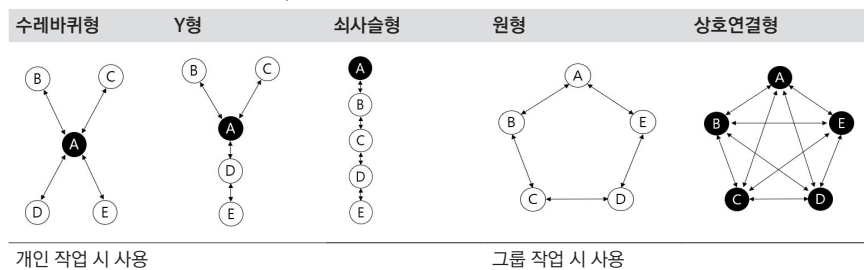 수레바퀴형 Y형 쇠사슬형 원형 상호연결형
B C A D E
B C A D E
A B C D E
A B E C D
A B E C D
개인 작업 시 사용 그룹 작업 시 사용